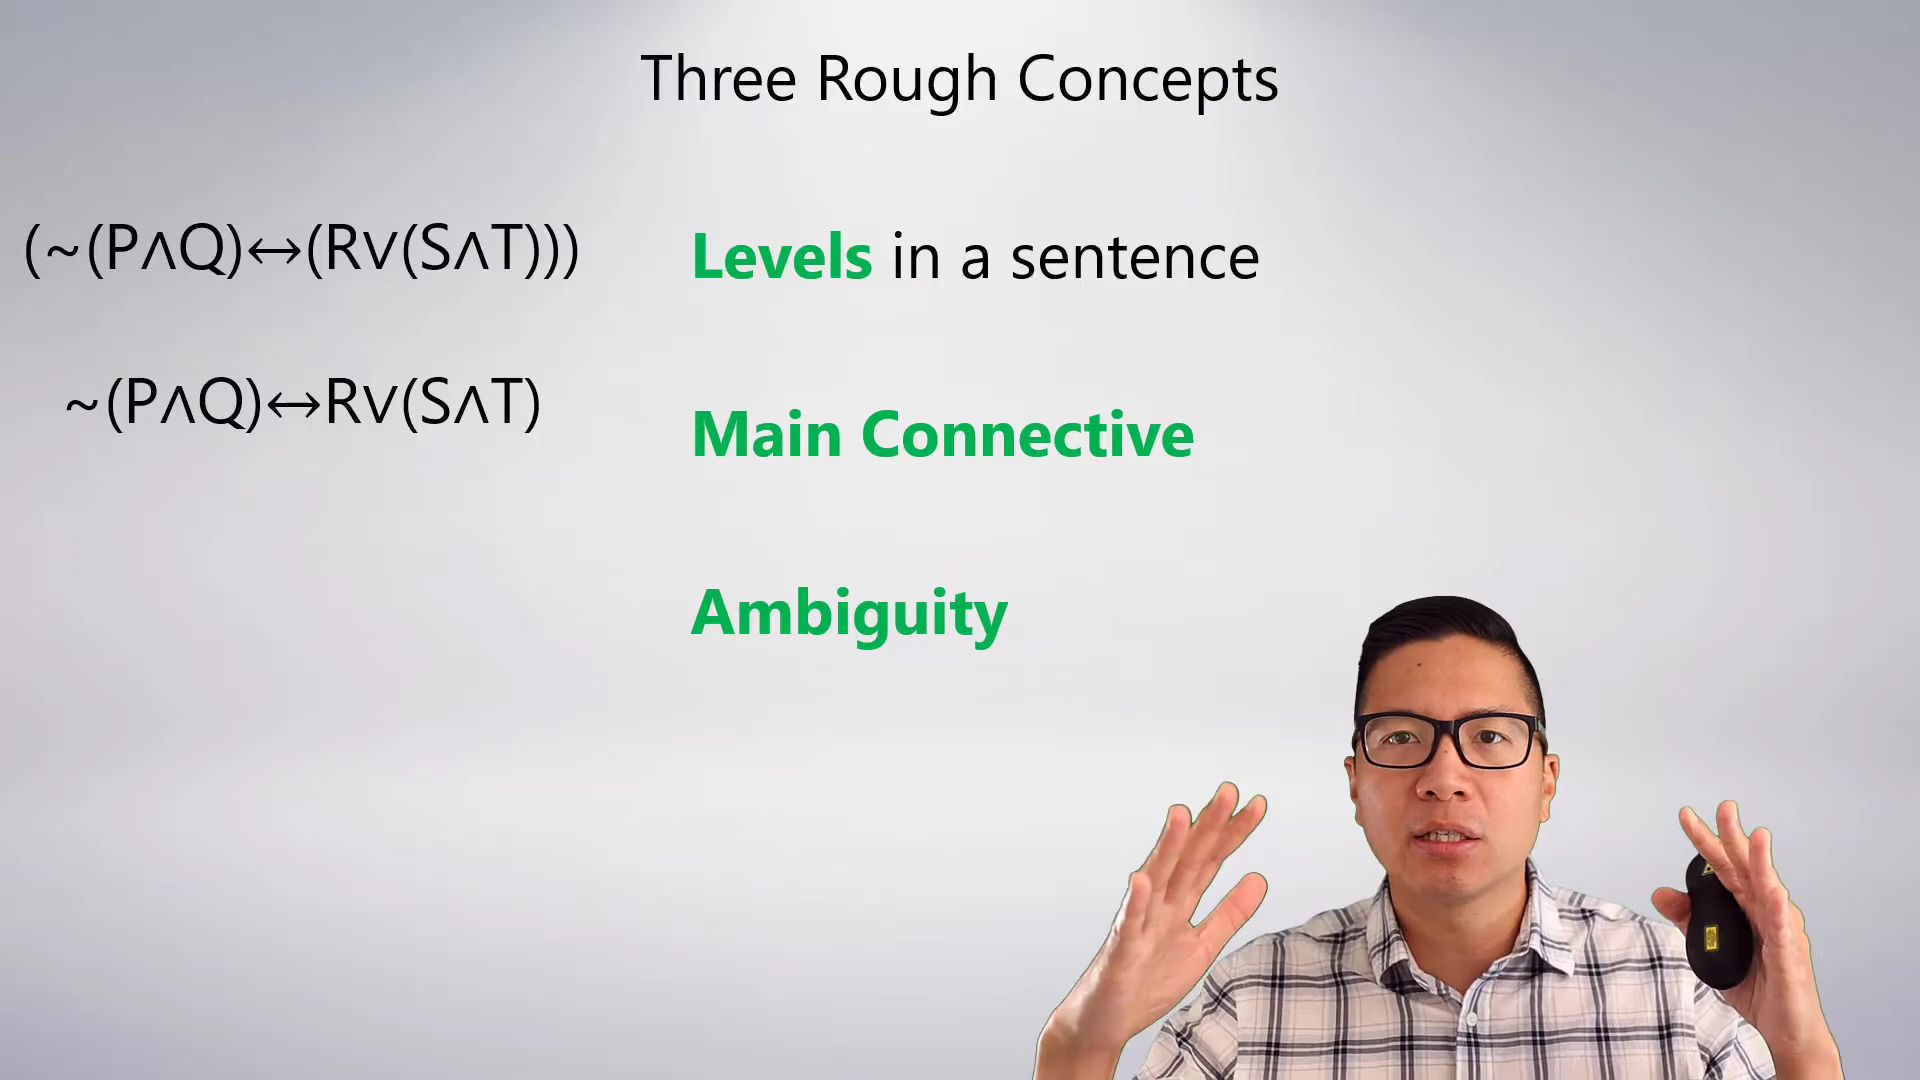 Three Rough Concepts
(~(P∧Q)↔(R∨(S∧T)))
Levels in a sentence
~(P∧Q)↔R∨(S∧T)
Main Connective
Ambiguity